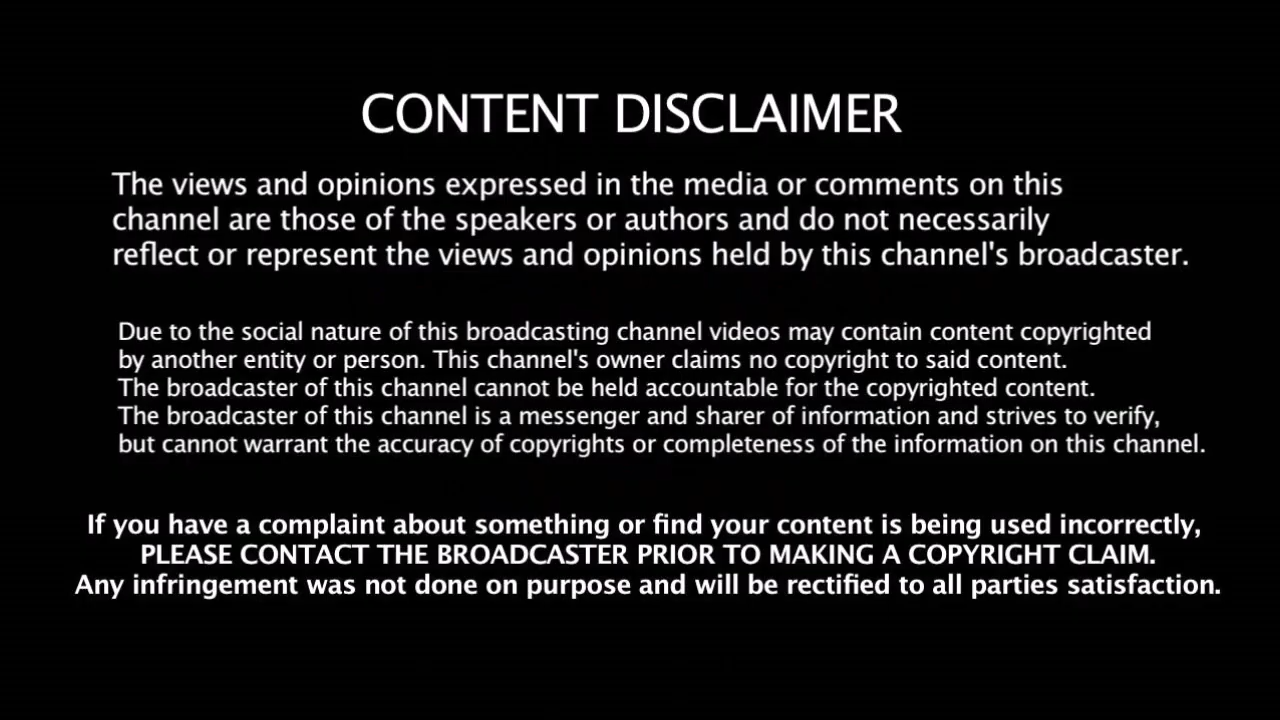 CONTENT DISCLAIMER
The views and opinions expressed in the media or comments on this
channel are those of the speakers or authors and do not necessarily
reflect or represent the views and opinions held by this channel's broadcaster.
Due to the social nature of this broadcasting channel videos may contain content copyrighted
by another entity or person. This channel's owner claims no copyright to said content.
The broadcaster of this channel cannot be held accountable for the copyrighted content.
The broadcaster of this channel is a messenger and sharer of information and strives to verify,
but cannot warrant the accuracy of copyrights or completeness of the information on this channel.
If you have a complaint about something or find your content is being used incorrectly,
PLEASE CONTACT THE BROADCASTER PRIOR TO MAKING A COPYRIGHT CLAIM.
Any infringement was not done on purpose and will be rectified to all parties satisfaction.